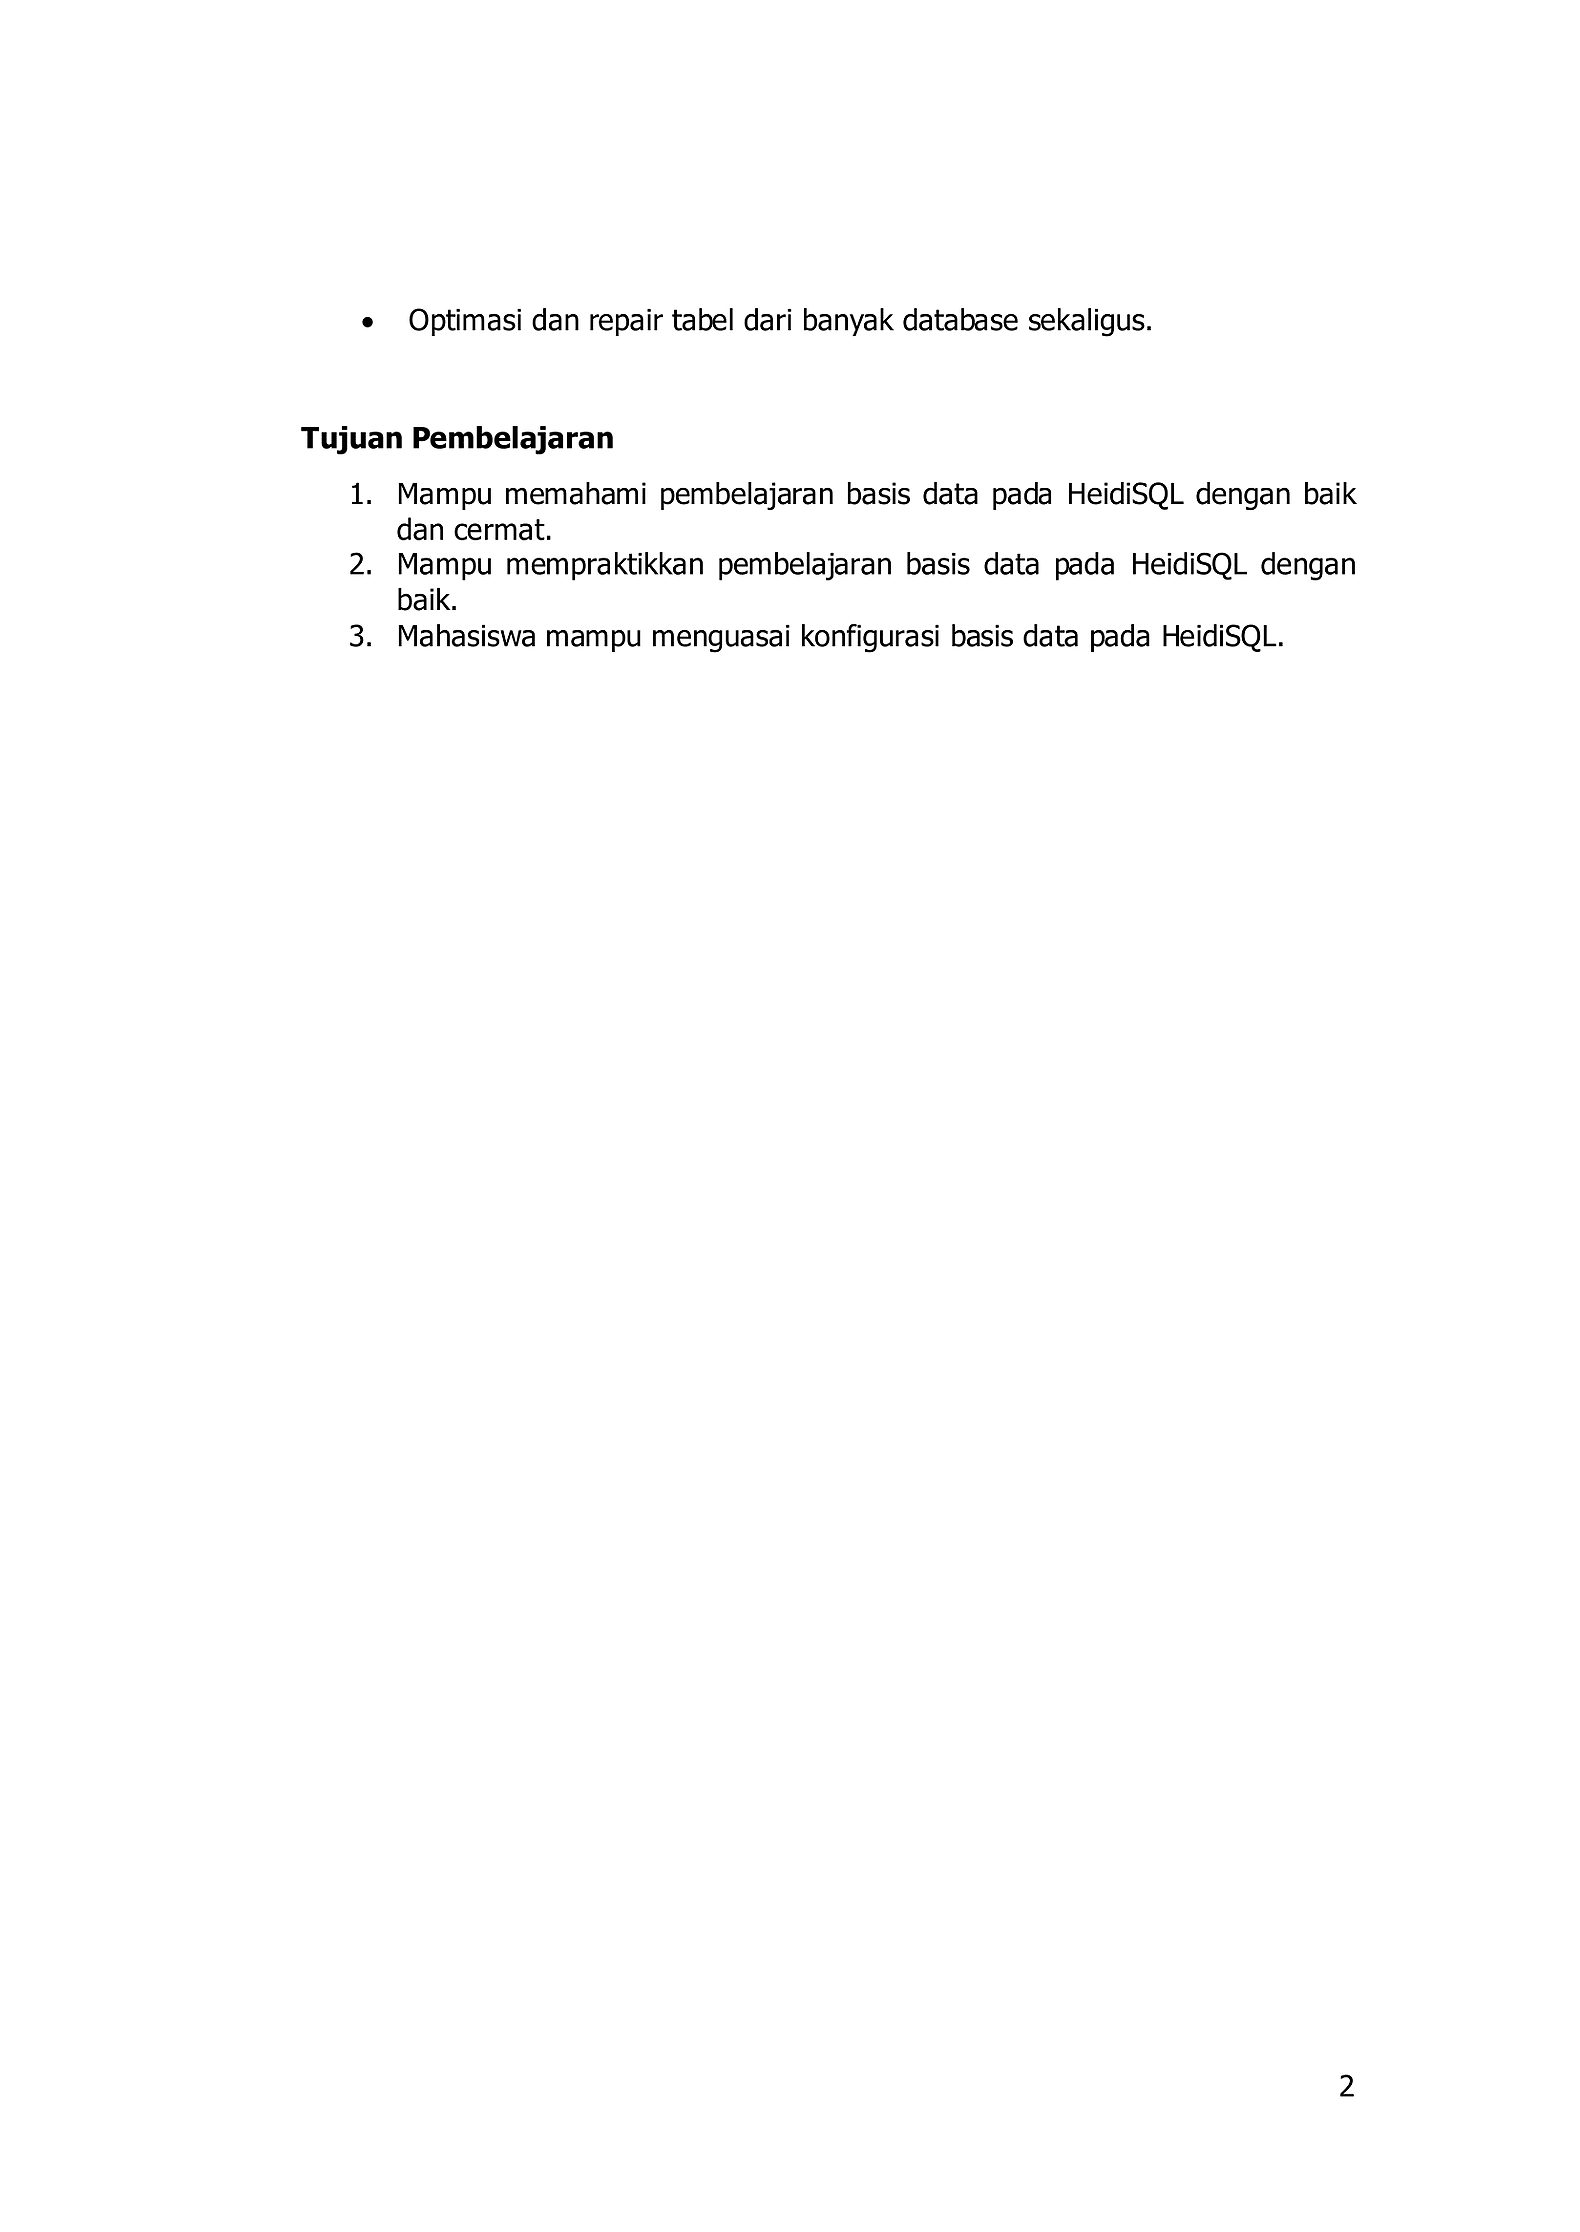 • Optimasi dan repair tabel dari banyak database sekaligus.
Tujuan Pembelajaran
1. Mampu memahami pembelajaran basis data pada HeidiSQL dengan baik
dan cermat.
2. Mampu mempraktikkan pembelajaran basis data pada HeidiSQL dengan
baik.
3. Mahasiswa mampu menguasai konfigurasi basis data pada HeidiSQL.
2